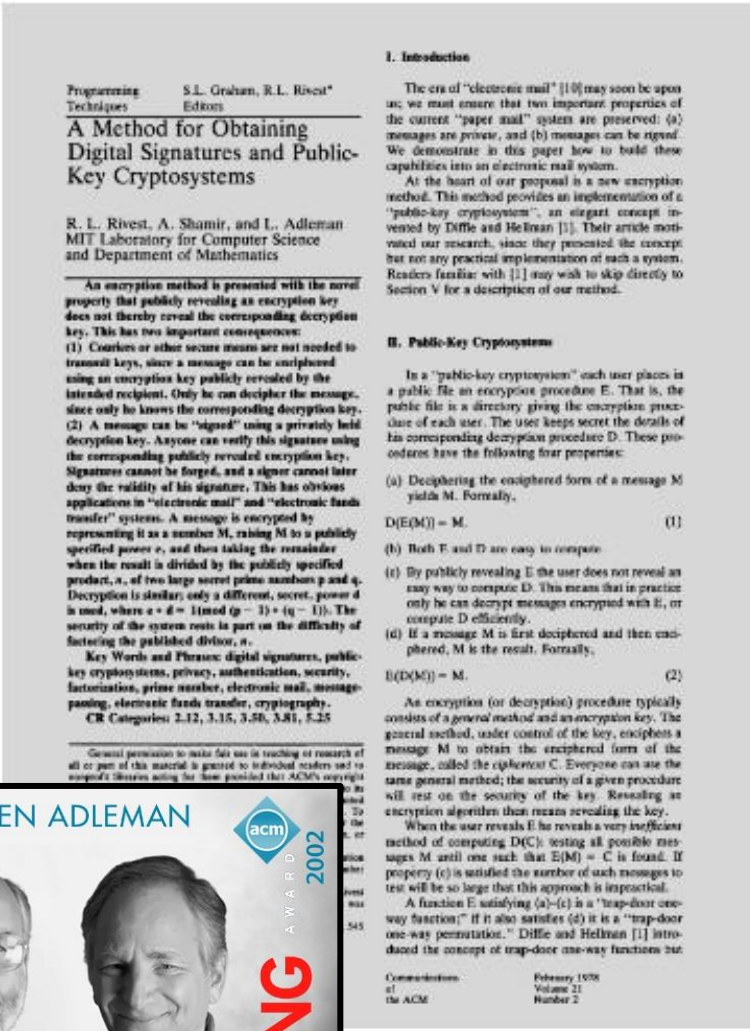 Programming Techniques
S.L. Graham, R.L. Rivest*
Editors
A Method for Obtaining
Digital Signatures and Public-
Key Cryptosystems
R. L. Rivest, A. Shamir, and L. Adleman
MIT Laboratory for Computer Science
and Department of Mathematics
An encryption method is presented with the novel
property that publicly revealing an encryption key
does not thereby reveal the corresponding decryption
key. This has two important consequences:
(1) Couriers or other secure means are not needed to
transmit keys, since a message can be enciphered
using an encryption key publicly revealed by the
intended recipient. Only he can decipher the message,
since only he knows the corresponding decryption key.
(2) A message can be "signed" using a privately held
decryption key. Anyone can verify this signature using
the corresponding publicly revealed encryption key.
Signatures cannot be forged, and a signer cannot later
deny the validity of his signature. This has obvious
applications in "electronic mail" and "electronic funds
transfer" systems. A message is encrypted by
representing it as a number M, raising M to a publicly
specified power e, and then taking the remainder
when the result is divided by the publicly specified
product, n, of two large secret prime numbers p and q.
Decryption is similar; only a different, secret, power d
is used, where e * d ≡ 1(mod (p - 1) * (q - 1)). The
security of the system rests in part on the difficulty of
factoring the published divisor, n.
Key Words and Phrases: digital signatures, public-
key cryptosystems, privacy, authentication, security,
factorization, prime number, electronic mail, message-
passing, electronic funds transfer, cryptography.
CR Categories: 2.12, 3.15, 3.50, 3.81, 5.25
General permission to make fair use in teaching or research of
all or part of this material is granted to individual readers and to
nonprofit libraries acting for them provided that ACM's copyright
545
I. Introduction
The era of "electronic mail" [10] may soon be upon
us; we must ensure that two important properties of
the current "paper mail" system are preserved: (a)
messages are private, and (b) messages can be signed.
We demonstrate in this paper how to build these
capabilities into an electronic mail system.
At the heart of our proposal is a new encryption
method. This method provides an implementation of a
"public-key cryptosystem", an elegant concept in-
vented by Diffie and Hellman [1]. Their article moti-
vated our research, since they presented the concept
but not any practical implementation of such a system.
Readers familiar with [1] may wish to skip directly to
Section V for a description of our method.
II. Public-Key Cryptosystems
In a "public-key cryptosystem" each user places in
a public file an encryption procedure E. That is, the
public file is a directory giving the encryption proce-
dure of each user. The user keeps secret the details of
his corresponding decryption procedure D. These pro-
cedures have the following four properties:
(a) Deciphering the enciphered form of a message M
yields M. Formally,
D(E(M)) = M. (1)
(b) Both E and D are easy to compute.
(c) By publicly revealing E the user does not reveal an
easy way to compute D. This means that in practice
only he can decrypt messages encrypted with E, or
compute D efficiently.
(d) If a message M is first deciphered and then enci-
phered, M is the result. Formally,
E(D(M)) = M. (2)
An encryption (or decryption) procedure typically
consists of a general method and an encryption key. The
general method, under control of the key, enciphers a
message M to obtain the enciphered form of the
message, called the ciphertext C. Everyone can use the
same general method; the security of a given procedure
will rest on the security of the key. Revealing an
encryption algorithm then means revealing the key.
When the user reveals E he reveals a very inefficient
method of computing D(C): testing all possible mes-
sages M until one such that E(M) = C is found. If
property (c) is satisfied the number of such messages to
test will be so large that this approach is impractical.
A function E satisfying (a)-(c) is a "trap-door one-
way function;" if it also satisfies (d) it is a "trap-door
one-way permutation." Diffie and Hellman [1] intro-
duced the concept of trap-door one-way functions but
Communications
of
the ACM
February 1978
Volume 21
Number 2
EN ADLEMAN
acm
2002
AWARD
NG